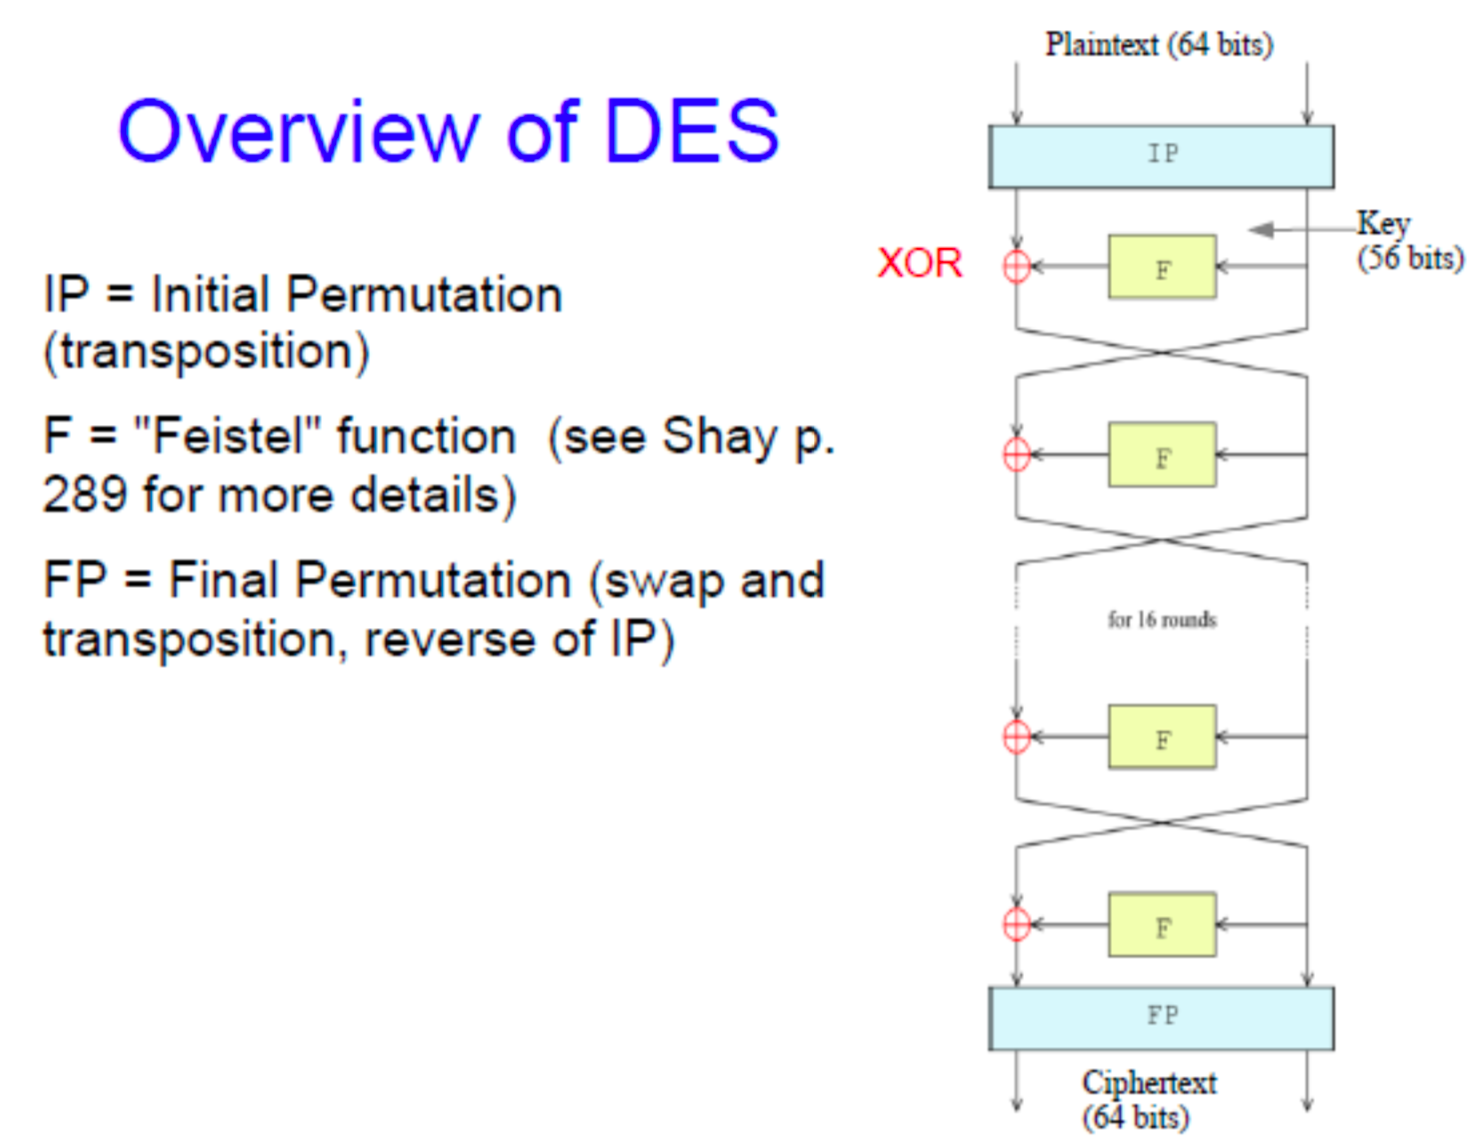 Overview of DES
IP = Initial Permutation
(transposition)
F = "Feistel" function  (see Shay p.
289 for more details)
FP = Final Permutation (swap and
transposition, reverse of IP)
Plaintext (64 bits)
IP
Key
(56 bits)
XOR
F
F
for 16 rounds
F
F
FP
Ciphertext
(64 bits)